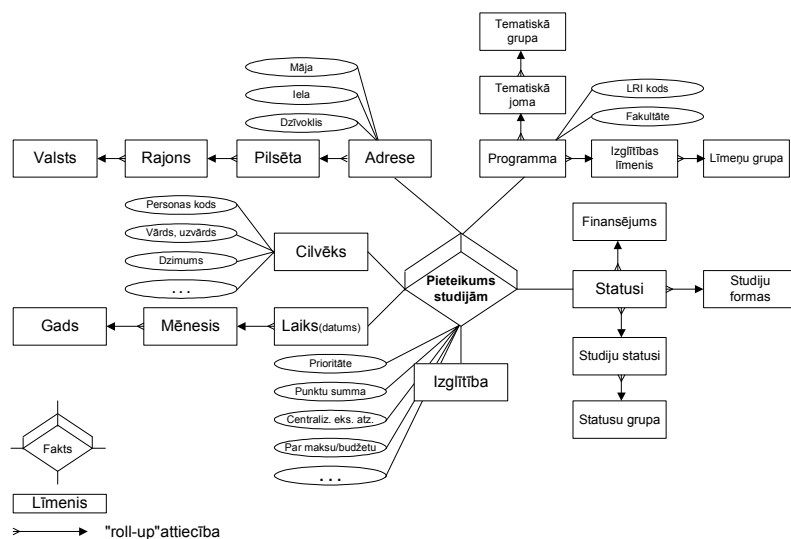 Tematiskā
grupa
Tematiskā
joma
Māja
Iela
Dzīvoklis
LRI kods
Fakultāte
Valsts
Rajons
Pilsēta
Adrese
Programma
Izglītības
līmenis
Līmeņu grupa
Personas kods
Vārds, uzvārds
Dzimums
. . .
Cilvēks
Pieteikums
studijām
Finansējums
Statusi
Studiju
formas
Gads
Mēnesis
Laiks(datums)
Studiju statusi
Statusu grupa
Prioritāte
Punktu summa
Centraliz. eks. atz.
Par maksu/budžetu
. . .
Izglītība
Fakts
Līmenis
"roll-up"attiecība